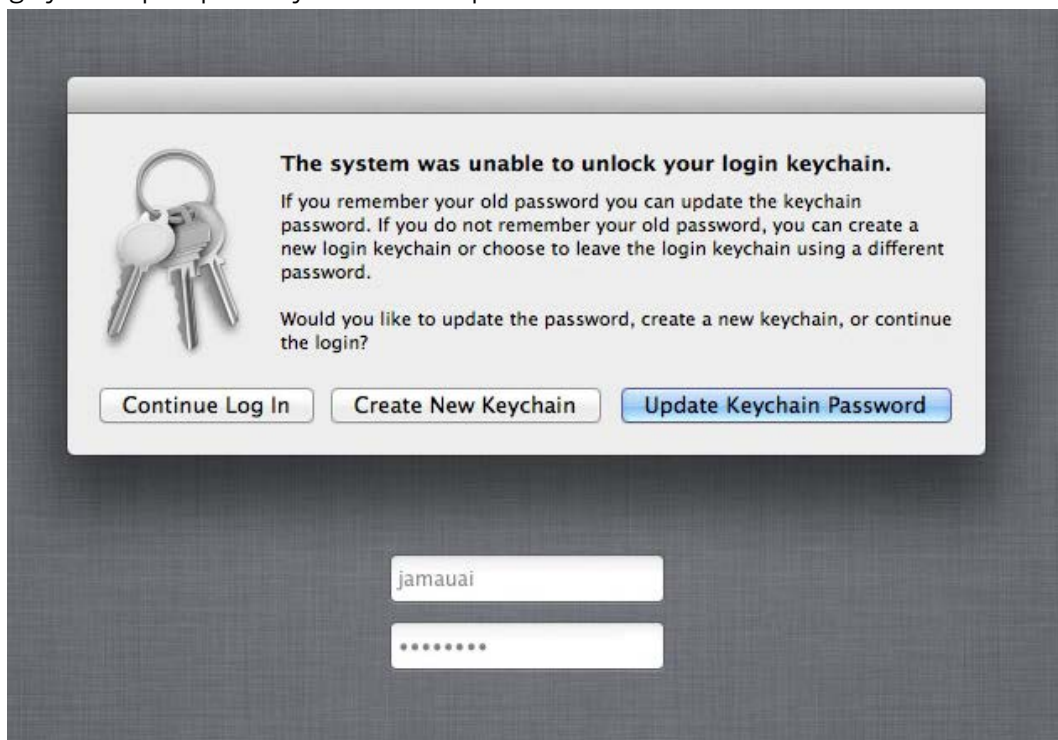 The system was unable to unlock your login keychain.
If you remember your old password you can update the keychain
password. If you do not remember your old password, you can create a
new login keychain or choose to leave the login keychain using a different
password.
Would you like to update the password, create a new keychain, or continue
the login?
Continue Log In
Create New Keychain
Update Keychain Password
jamauai
••••••••